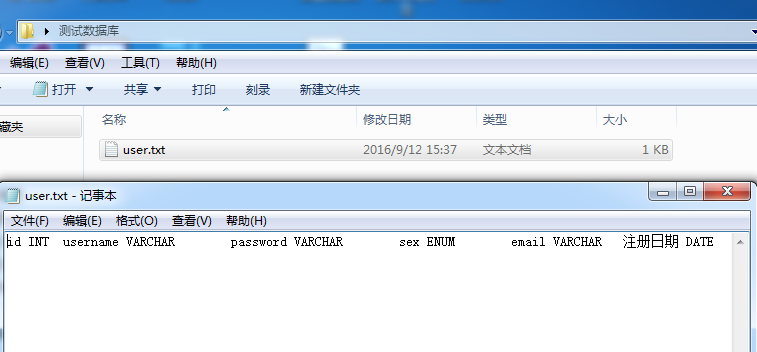 测试数据库
编辑(E) 查看(V) 工具(T) 帮助(H)
打开 共享 打印 刻录 新建文件夹
名称 修改日期 类型 大小
藏夹
user.txt 2016/9/12 15:37 文本文档 1 KB
user.txt - 记事本
文件(F) 编辑(E) 格式(O) 查看(V) 帮助(H)
id INT username VARCHAR password VARCHAR sex ENUM email VARCHAR 注册日期 DATE